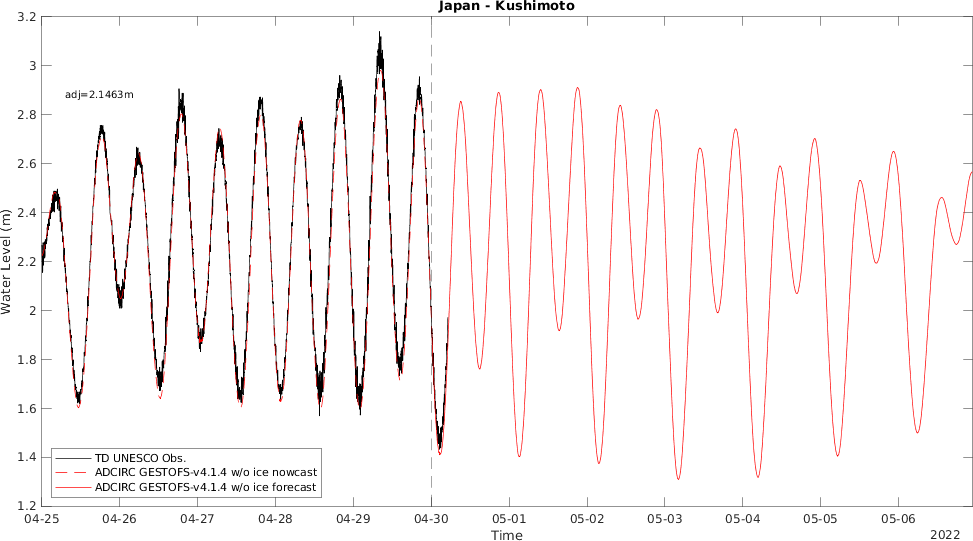 Japan - Kushimoto
3.2
3
2.8
2.6
2.4
2.2
2
1.8
1.6
1.4
1.2
Water Level (m)
adj=2.1463m
TD UNESCO Obs.
ADCIRC GESTOFS-v4.1.4 w/o ice nowcast
ADCIRC GESTOFS-v4.1.4 w/o ice forecast
04-25 04-26 04-27 04-28 04-29 04-30 05-01 05-02 05-03 05-04 05-05 05-06
Time
2022